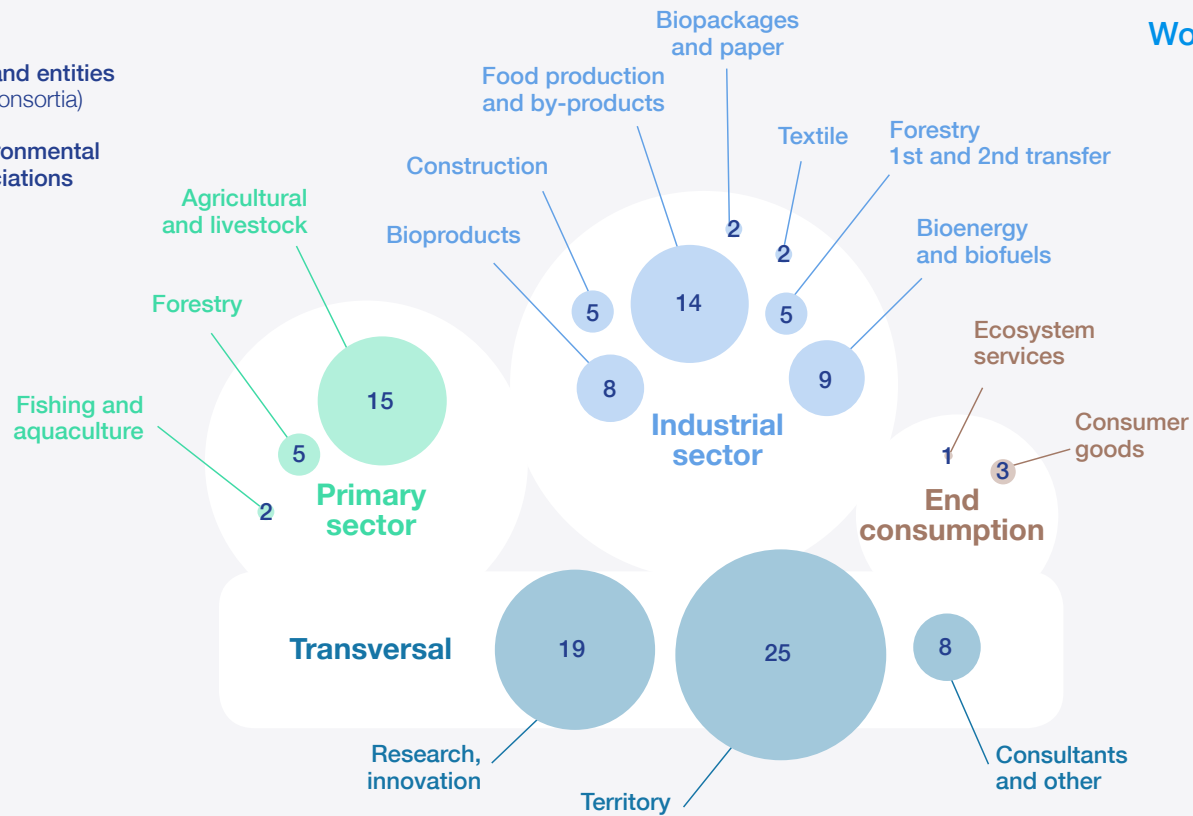 and entities
onsortia)
ronmental
ciations
Wo
Biopackages
and paper
Food production
and by-products
Textile
Forestry
1st and 2nd transfer
Construction
Bioproducts
Bioenergy
and biofuels
Agricultural
and livestock
Forestry
Fishing and
aquaculture
Ecosystem
services
Consumer
goods
2
2
5
14
5
8
9
Industrial
sector
15
5
2
Primary
sector
1
3
End
consumption
Transversal
19
25
8
Research,
innovation
Territory
Consultants
and other